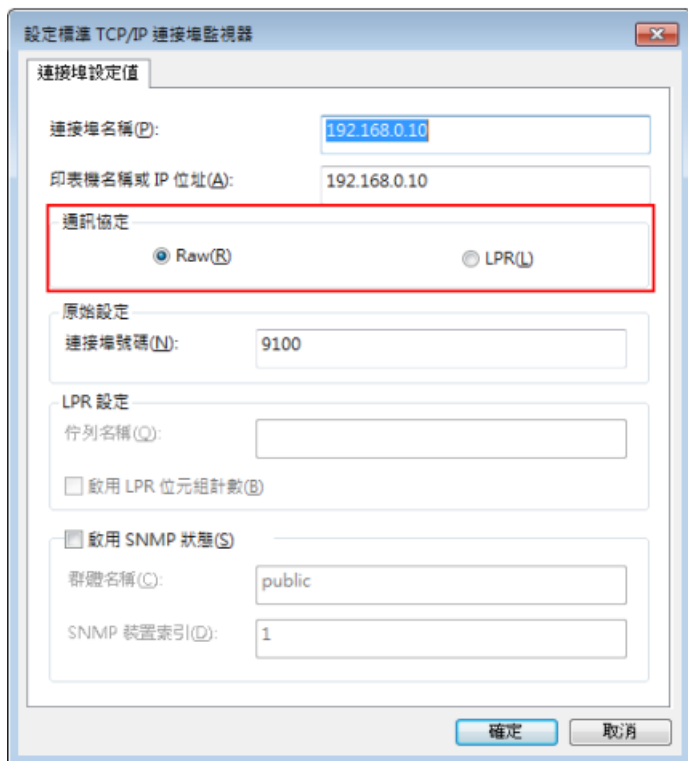 設定標準 TCP/IP 連接埠監視器
連接埠設定值
連接埠名稱(P): 192.168.0.10
印表機名稱或 IP 位址(A): 192.168.0.10
通訊協定
Raw(R) LPR(L)
原始設定
連接埠號碼(N): 9100
LPR 設定
佇列名稱(Q):
啟用 LPR 位元組計數(B)
啟用 SNMP 狀態(S)
群體名稱(C): public
SNMP 裝置索引(D): 1
確定 取消